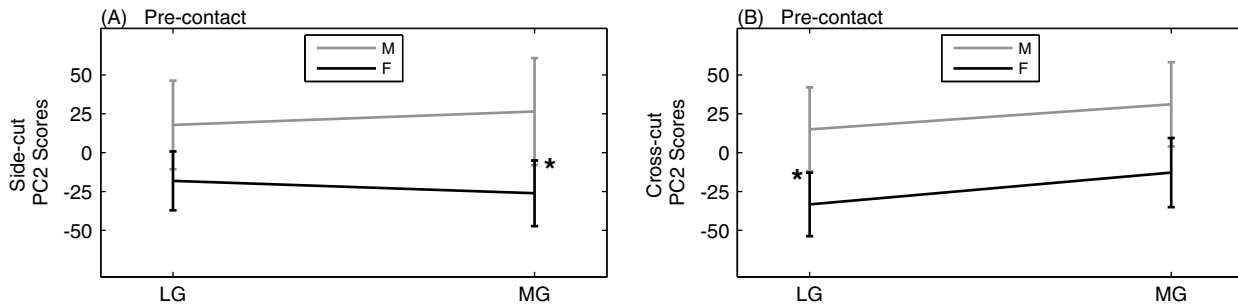 (A) Pre-contact
M
F
50
25
0
-25
-50
Side-cut
PC2 Scores
*
LG MG
(B) Pre-contact
M
F
50
25
0
-25
-50
Cross-cut
PC2 Scores
*
LG MG